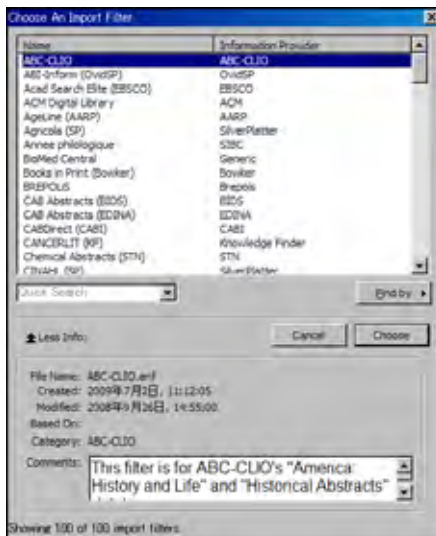 Choose An Import Filter
Name Information Provider
ABC-CLIO ABC-CLIO
ABI-Inform (OvidSP) OvidSP
Acad Search Elite (EBSCO) EBSCO
ACM Digital Library ACM
AgeLine (AARP) AARP
Agricola (SP) SilverPlatter
Annee philologique SIBC
BioMed Central Generic
Books in Print (Bowker) Bowker
BREPOLIS Brepols
CAB Abstracts (BIDS) BIDS
CAB Abstracts (EDINA) EDINA
CABDirect (CABI) CABI
CANCERLIT (KF) Knowledge Finder
Chemical Abstracts (STN) STN
CINAHL (SP) SilverPlatter
Quick Search Find by
Less Info: Cancel Choose
File Name: ABC-CLIO.enf
Created: 2009年7月2日, 11:12:05
Modified: 2008年9月26日, 14:55:00
Based On:
Category: ABC-CLIO
Comments: This filter is for ABC-CLIO's "America:
History and Life" and "Historical Abstracts"
Showing 100 of 100 import filters.